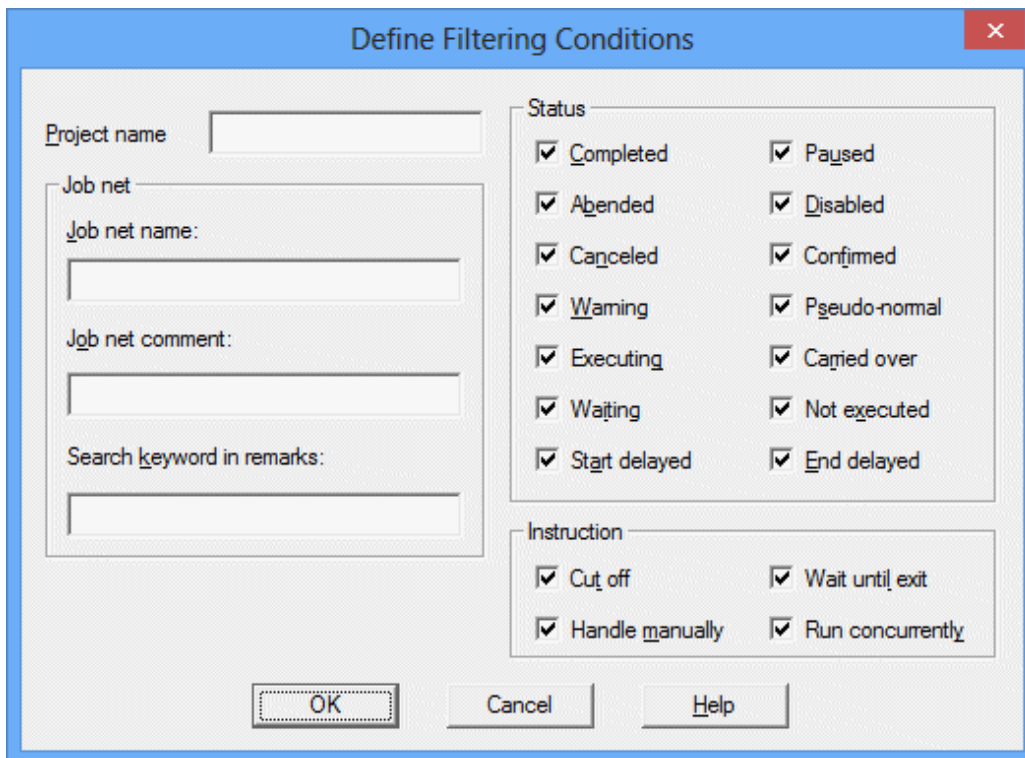 Define Filtering Conditions
Project name
Job net
Job net name:
Job net comment:
Search keyword in remarks:
Status
Completed
Paused
Abended
Disabled
Canceled
Confirmed
Warning
Pseudo-normal
Executing
Carried over
Waiting
Not executed
Start delayed
End delayed
Instruction
Cut off
Wait until exit
Handle manually
Run concurrently
OK
Cancel
Help